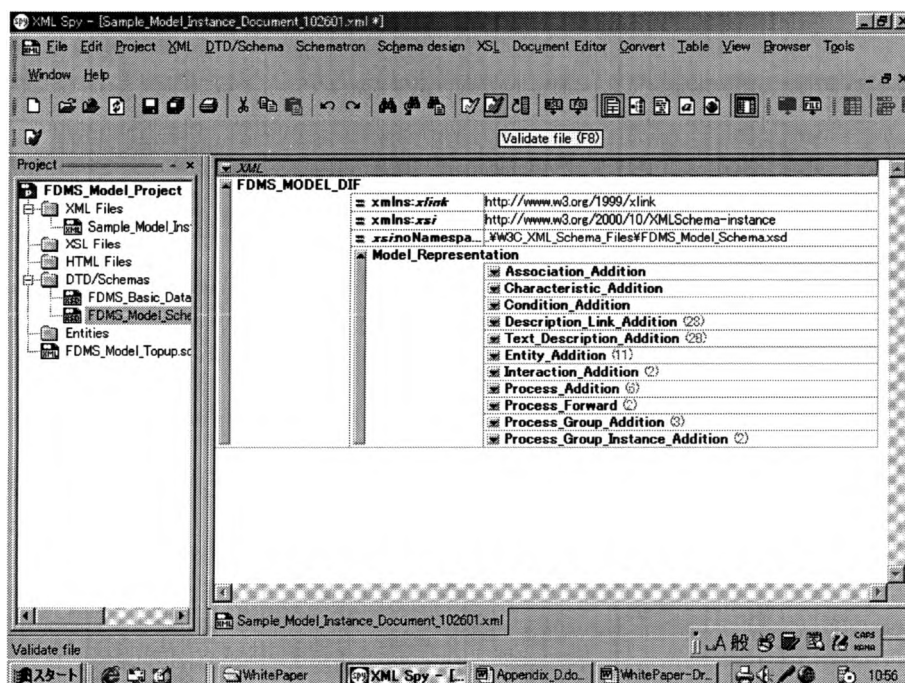 XML Spy - [Sample_Model_Instance_Document_102601.xml *]
File Edit Project XML DTD/Schema Schematron Schema design XSL Document Editor Convert Table View Browser Tools
Window Help
Validate file (F8)
Project
FDMS_Model_Project
XML Files
Sample_Model_Ins
XSL Files
HTML Files
DTD/Schemas
FDMS_Basic_Data
FDMS_Model_Sche
Entities
FDMS_Model_Topup.sc
XML
FDMS_MODEL_DIF
= xmlns:xlink http://www.w3.org/1999/xlink
= xmlns:xsi http://www.w3.org/2000/10/XMLSchema-instance
= xsi:noNamespa... ..¥W3C_XML_Schema_Files¥FDMS_Model_Schema.xsd
Model_Representation
Association_Addition
Characteristic_Addition
Condition_Addition
Description_Link_Addition (28)
Text_Description_Addition (28)
Entity_Addition (11)
Interaction_Addition (2)
Process_Addition (6)
Process_Forward (2)
Process_Group_Addition (3)
Process_Group_Instance_Addition (2)
Sample_Model_Instance_Document_102601.xml
Validate file
A 般 CAPS KANA
スタート WhitePaper XML Spy - [... Appendix_D.do... WhitePaper-Dr... 10:56